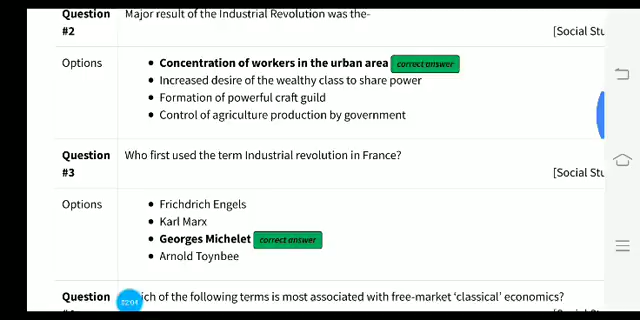 Question Major result of the Industrial Revolution was the-
#2
[Social Stu
Options
Concentration of workers in the urban area correct answer
Increased desire of the wealthy class to share power
Formation of powerful craft guild
Control of agriculture production by government
Question Who first used the term Industrial revolution in France?
#3
[Social Stu
Options
Frichdrich Engels
Karl Marx
Georges Michelet correct answer
Arnold Toynbee
Question ich of the following terms is most associated with free-market ‘classical’ economics?
02:04